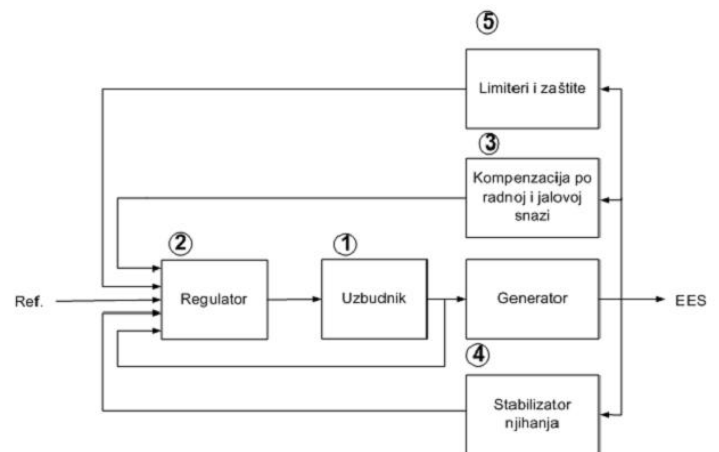 5
Limiteri i zaštite
3
Kompenzacija po
radnoj i jalovoj
snazi
2
1
Ref.
Regulator
Uzbudnik
Generator
EES
4
Stabilizator
njihanja